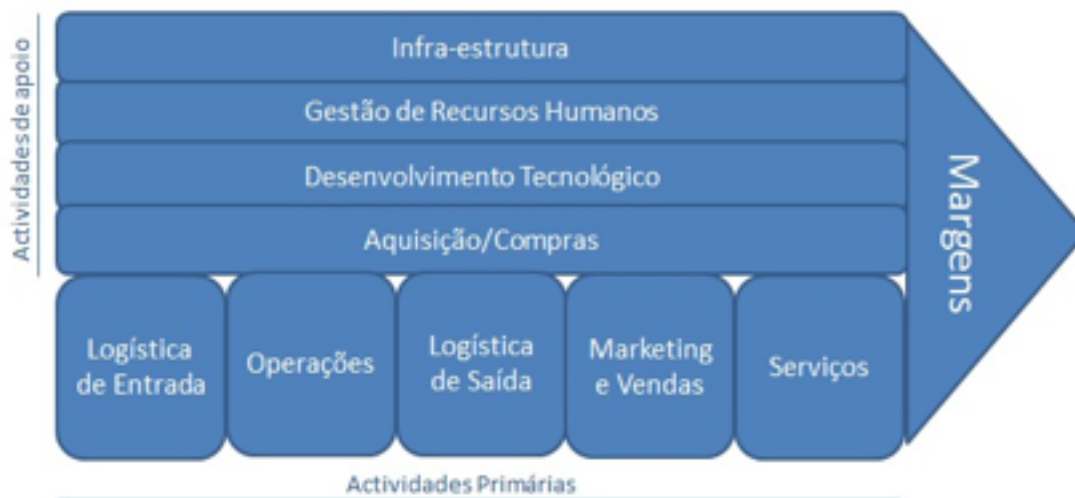 Actividades de apoio
Infra-estrutura
Gestão de Recursos Humanos
Desenvolvimento Tecnológico
Aquisição/Compras
Logística
de Entrada
Operações
Logística
de Saída
Marketing
e Vendas
Serviços
Margens
Actividades Primárias